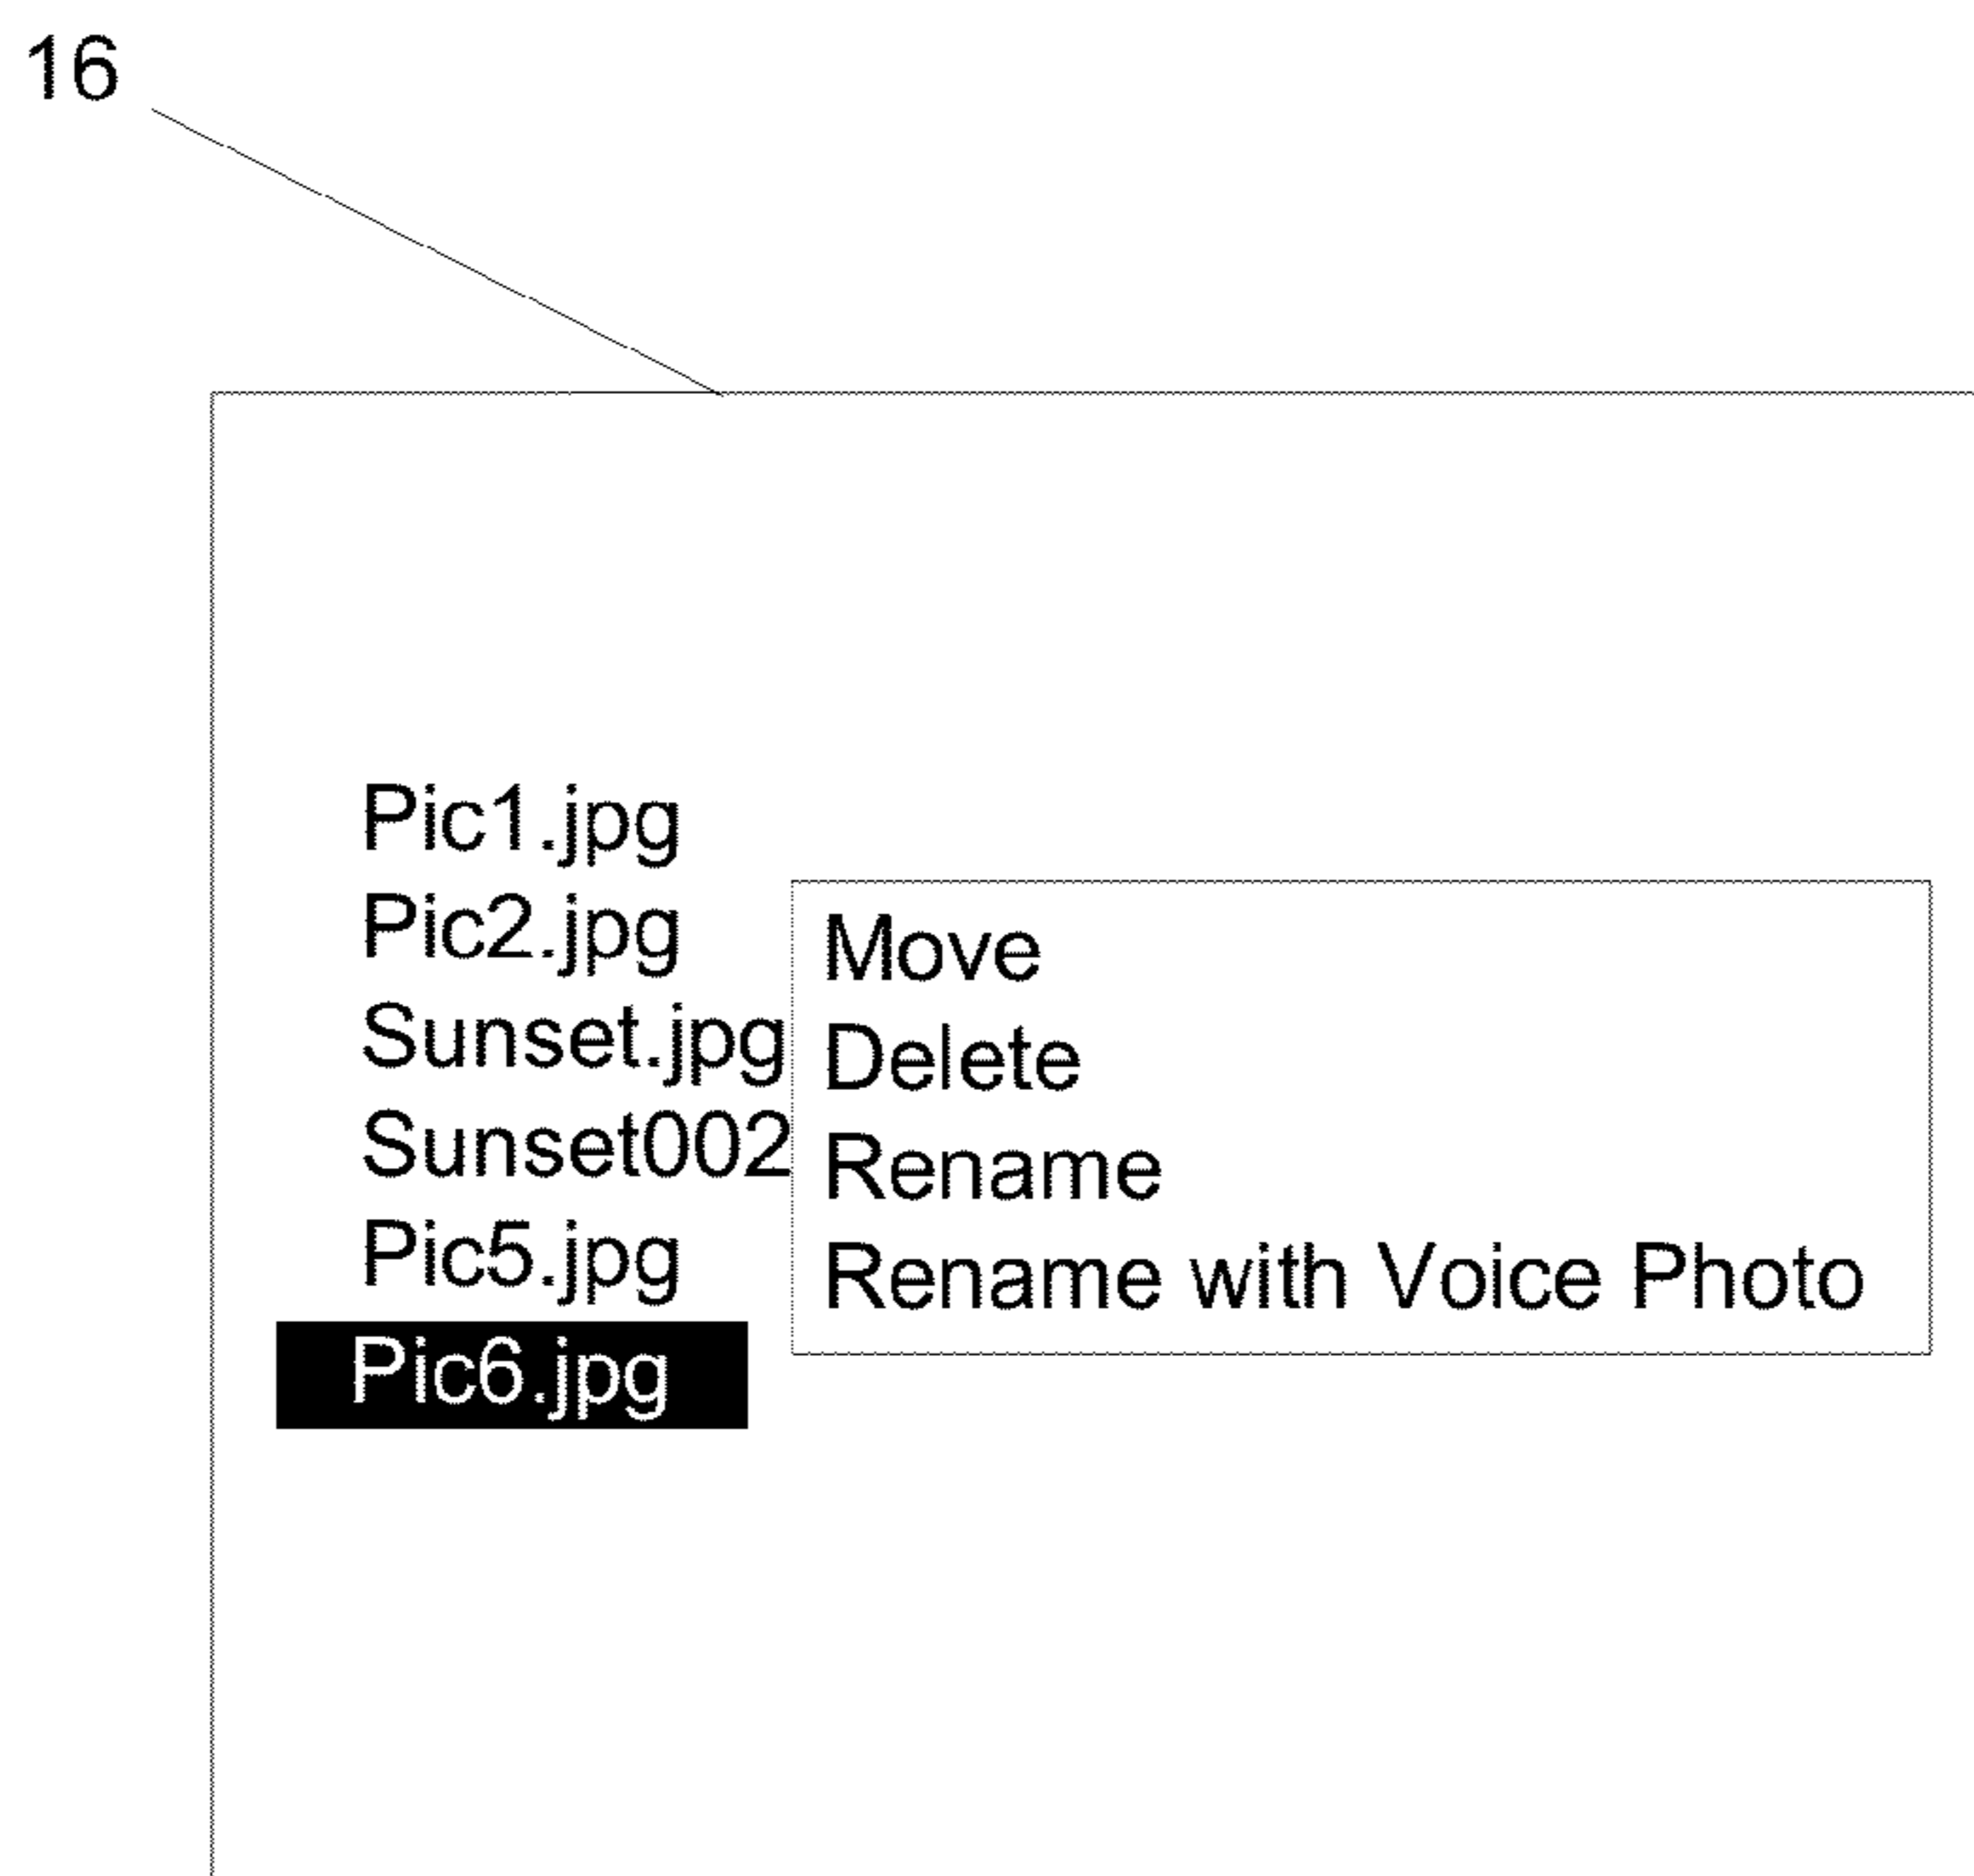 16
Pic1.jpg
Pic2.jpg
Sunset.jpg
Sunset002
Pic5.jpg
Pic6.jpg
Move
Delete
Rename
Rename with Voice Photo